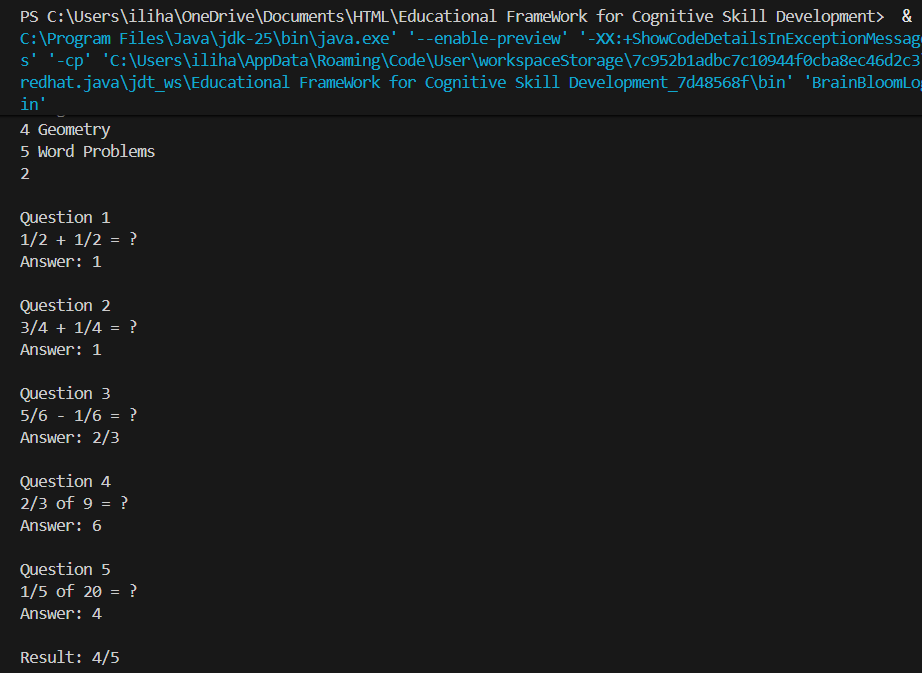 PS C:\Users\iliha\OneDrive\Documents\HTML\Educational FrameWork for Cognitive Skill Development>  &
C:\Program Files\Java\jdk-25\bin\java.exe' '--enable-preview' '-XX:+ShowCodeDetailsInExceptionMessage
s' '-cp' 'C:\Users\iliha\AppData\Roaming\Code\User\workspaceStorage\7c952b1adbc7c10944f0cba8ec46d2c3
redhat.java\jdt_ws\Educational FrameWork for Cognitive Skill Development_7d48568f\bin' 'BrainBloomLog
in'
4 Geometry
5 Word Problems
2
Question 1
1/2 + 1/2 = ?
Answer: 1
Question 2
3/4 + 1/4 = ?
Answer: 1
Question 3
5/6 - 1/6 = ?
Answer: 2/3
Question 4
2/3 of 9 = ?
Answer: 6
Question 5
1/5 of 20 = ?
Answer: 4
Result: 4/5